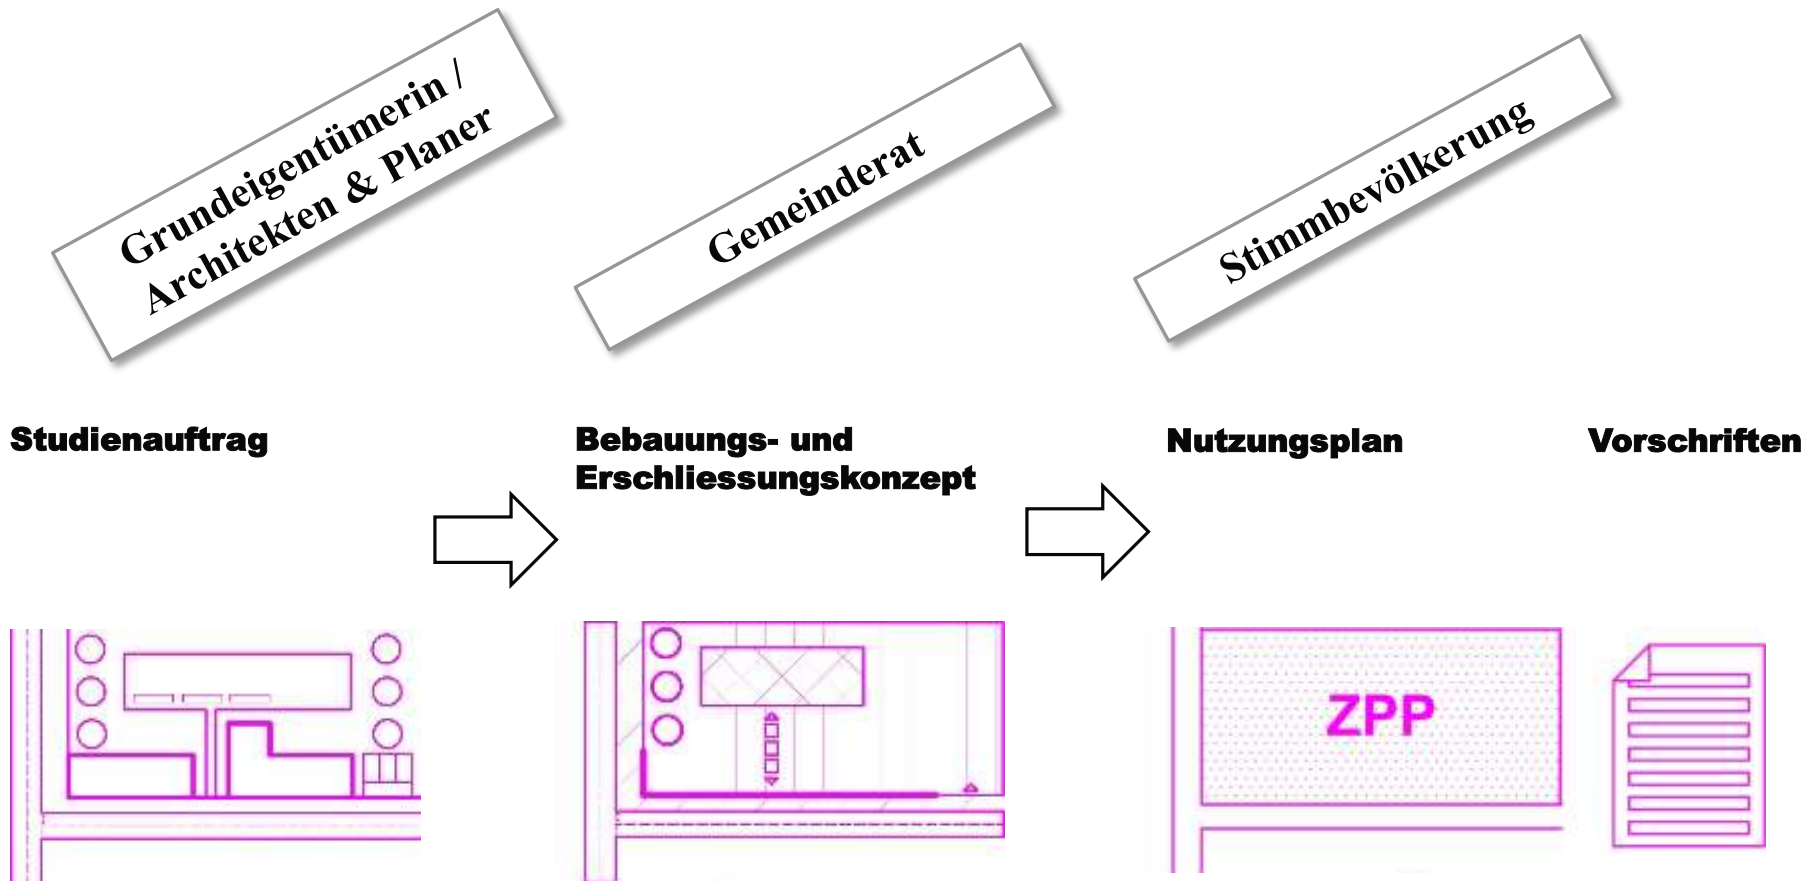 Grundeigentümerin /
Architekten & Planer
Gemeinderat
Stimmbevölkerung
Studienauftrag
Bebauungs- und
Erschliessungskonzept
Nutzungsplan
Vorschriften
ZPP